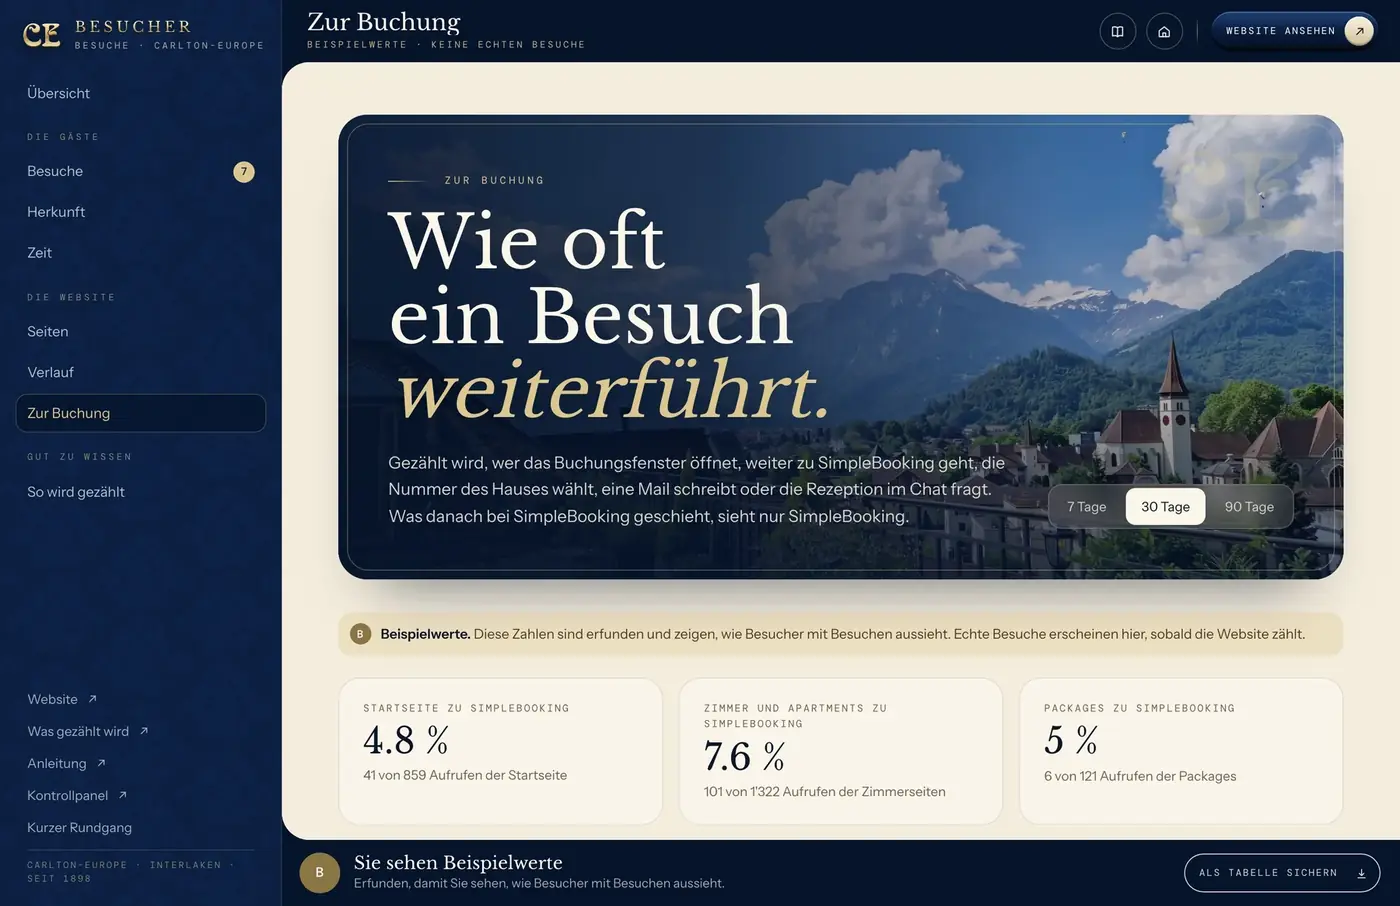 CE
BESUCHER
BESUCHE · CARLTON-EUROPE
Übersicht
DIE GÄSTE
Besuche
7
Herkunft
Zeit
DIE WEBSITE
Seiten
Verlauf
Zur Buchung
GUT ZU WISSEN
So wird gezählt
Website ↗
Was gezählt wird ↗
Anleitung ↗
Kontrollpanel ↗
Kurzer Rundgang
CARLTON-EUROPE · INTERLAKEN ·
SEIT 1898
Zur Buchung
BEISPIELWERTE · KEINE ECHTEN BESUCHE
WEBSITE ANSEHEN ↗
CE
ZUR BUCHUNG
Wie oft
ein Besuch
weiterführt.
Gezählt wird, wer das Buchungsfenster öffnet, weiter zu SimpleBooking geht, die
Nummer des Hauses wählt, eine Mail schreibt oder die Rezeption im Chat fragt.
Was danach bei SimpleBooking geschieht, sieht nur SimpleBooking.
7 Tage
30 Tage
90 Tage
B
Beispielwerte. Diese Zahlen sind erfunden und zeigen, wie Besucher mit Besuchen aussieht. Echte Besuche erscheinen hier, sobald die Website zählt.
STARTSEITE ZU SIMPLEBOOKING
4.8 %
41 von 859 Aufrufen der Startseite
ZIMMER UND APARTMENTS ZU
SIMPLEBOOKING
7.6 %
101 von 1'322 Aufrufen der Zimmerseiten
PACKAGES ZU SIMPLEBOOKING
5 %
6 von 121 Aufrufen der Packages
B
Sie sehen Beispielwerte
Erfunden, damit Sie sehen, wie Besucher mit Besuchen aussieht.
ALS TABELLE SICHERN